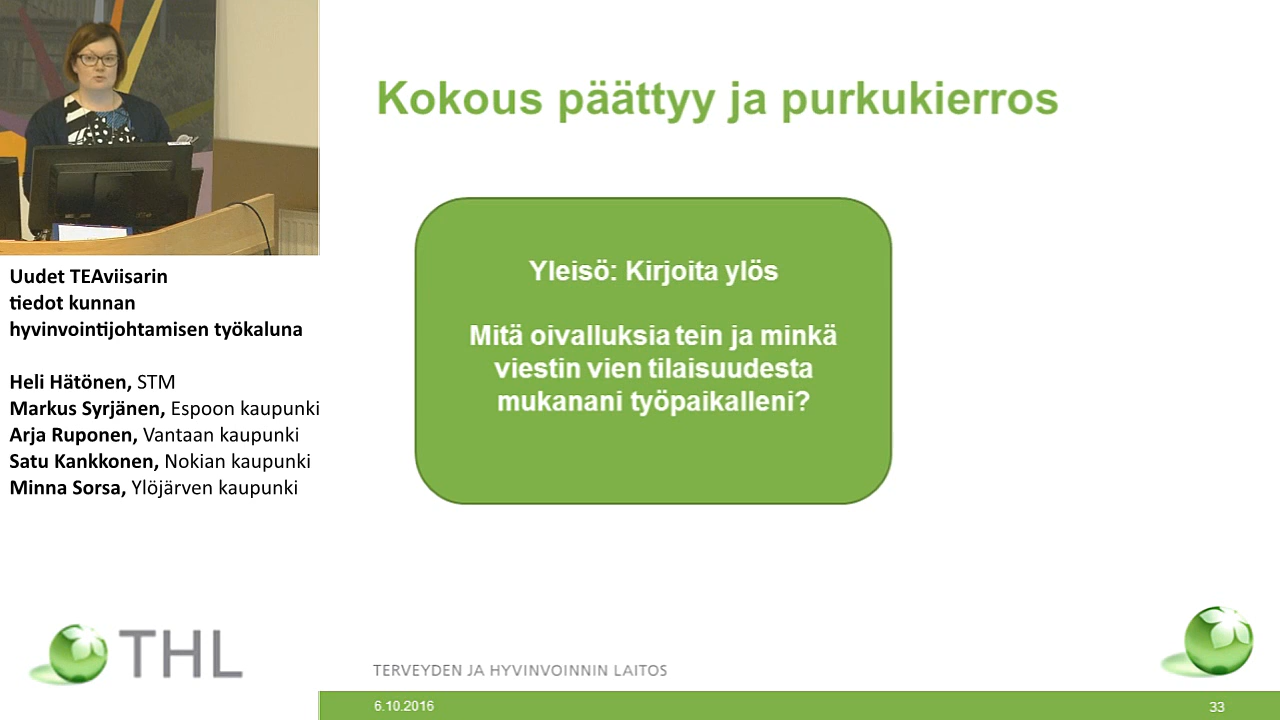 Kokous päättyy ja purkukierros
Yleisö: Kirjoita ylös
Mitä oivalluksia tein ja minkä
viestin vien tilaisuudesta
mukanani työpaikalleni?
Uudet TEAviisarin
tiedot kunnan
hyvinvointijohtamisen työkaluna
Heli Hätönen, STM
Markus Syrjänen, Espoon kaupunki
Arja Ruponen, Vantaan kaupunki
Satu Kankkonen, Nokian kaupunki
Minna Sorsa, Ylöjärven kaupunki
THL
TERVEYDEN JA HYVINVOINNIN LAITOS
6.10.2016
33